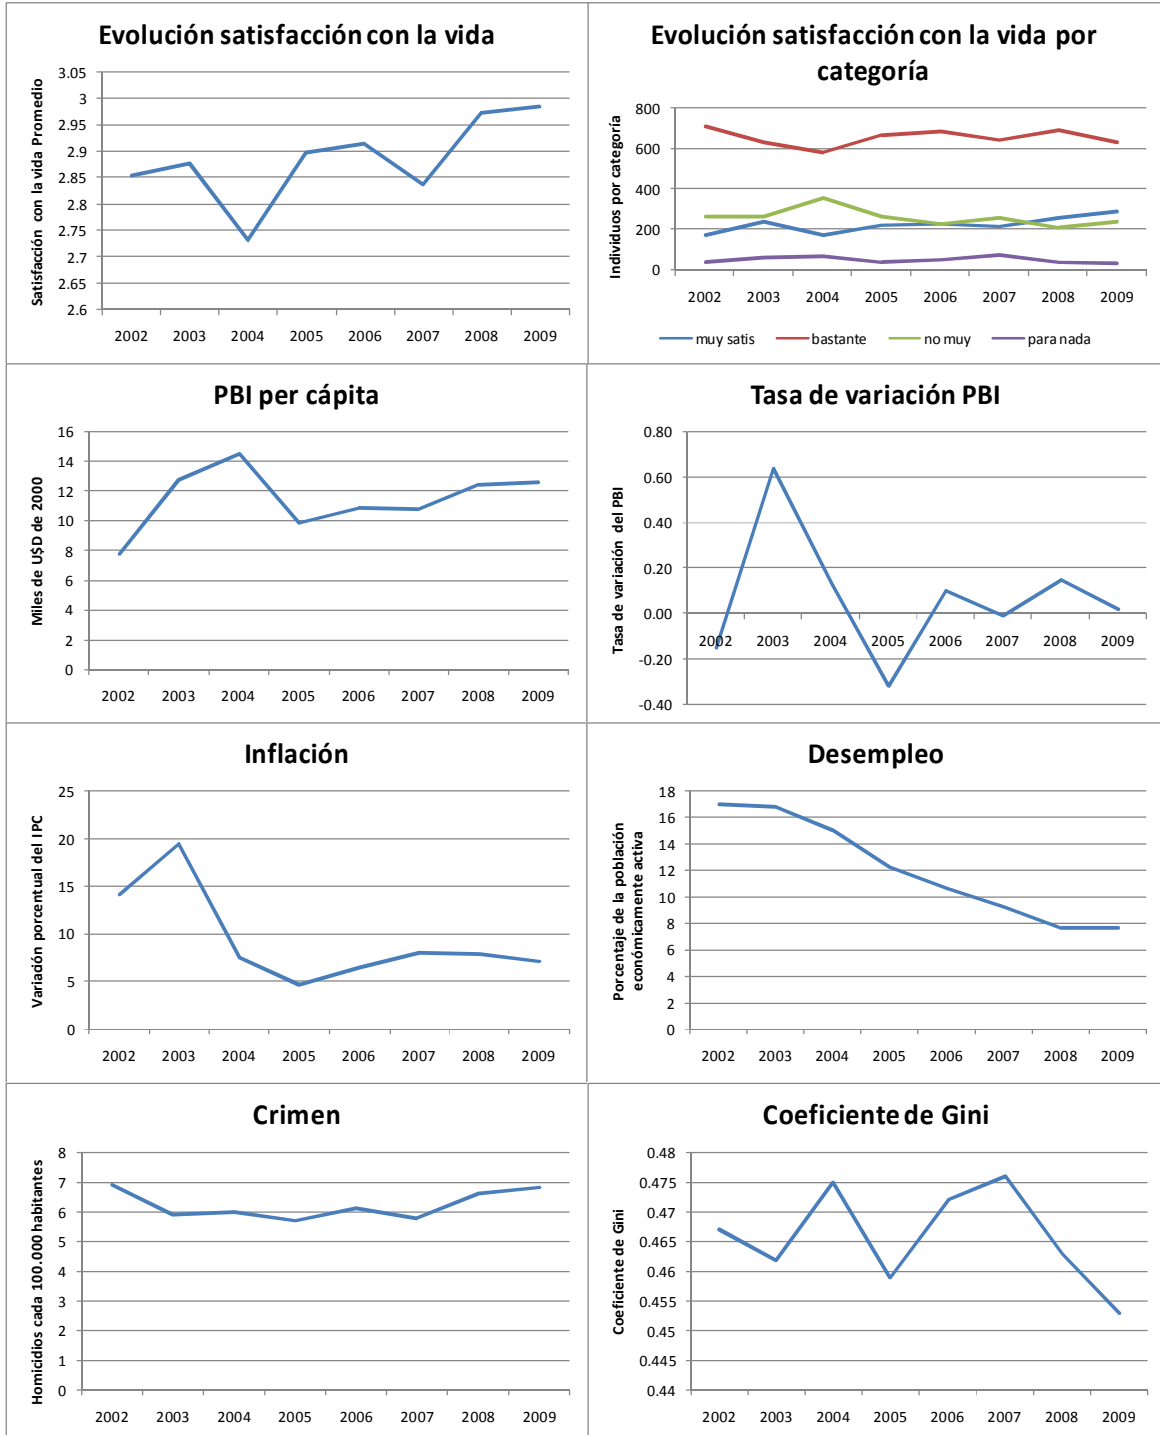 Evolución satisfacción con la vida
Satisfacción con la vida Promedio
3.05
3
2.95
2.9
2.85
2.8
2.75
2.7
2.65
2.6
2002 2003 2004 2005 2006 2007 2008 2009
Evolución satisfacción con la vida por
categoría
Individuos por categoría
800
600
400
200
0
2002 2003 2004 2005 2006 2007 2008 2009
muy satis bastante no muy para nada
PBI per cápita
Miles de U$D de 2000
16
14
12
10
8
6
4
2
0
2002 2003 2004 2005 2006 2007 2008 2009
Tasa de variación PBI
Tasa de variación del PBI
0.80
0.60
0.40
0.20
0.00
-0.20
-0.40
2002 2003 2004 2005 2006 2007 2008 2009
Inflación
Variación porcentual del IPC
25
20
15
10
5
0
2002 2003 2004 2005 2006 2007 2008 2009
Desempleo
Porcentaje de la población
económicamente activa
18
16
14
12
10
8
6
4
2
0
2002 2003 2004 2005 2006 2007 2008 2009
Crimen
Homicidios cada 100.000 habitantes
8
7
6
5
4
3
2
1
0
2002 2003 2004 2005 2006 2007 2008 2009
Coeficiente de Gini
Coeficiente de Gini
0.48
0.475
0.47
0.465
0.46
0.455
0.45
0.445
0.44
2002 2003 2004 2005 2006 2007 2008 2009